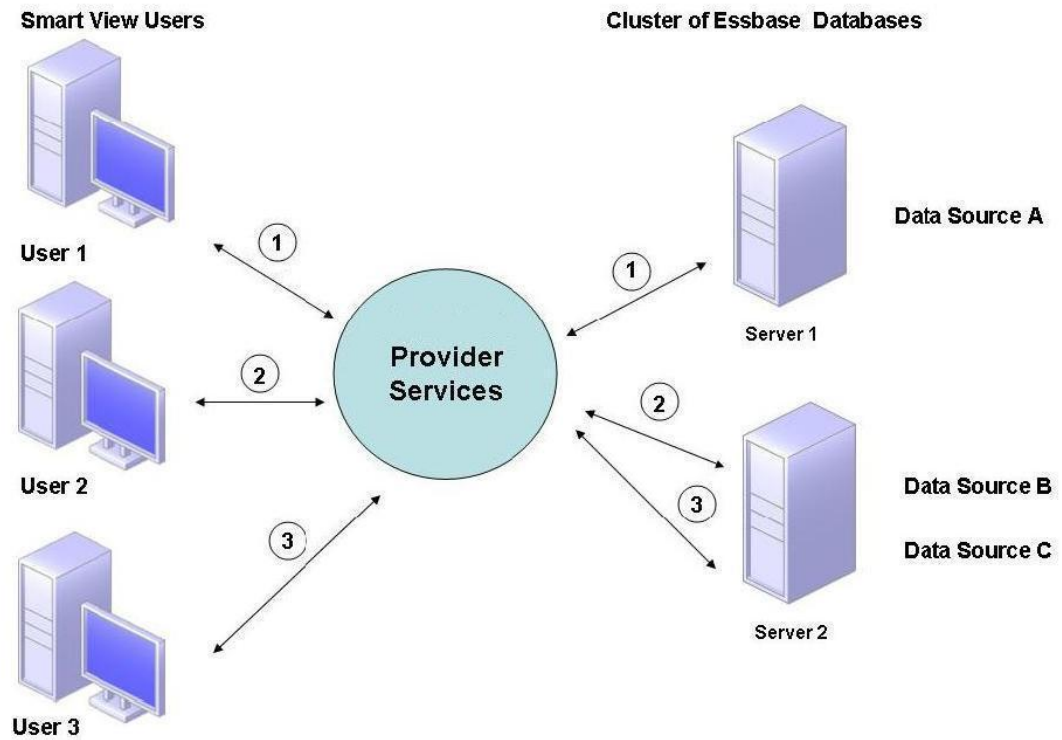 Smart View Users
Cluster of Essbase Databases
User 1
1
1
Data Source A
Server 1
Provider
Services
User 2
2
2
3
Data Source B
Data Source C
Server 2
User 3
3